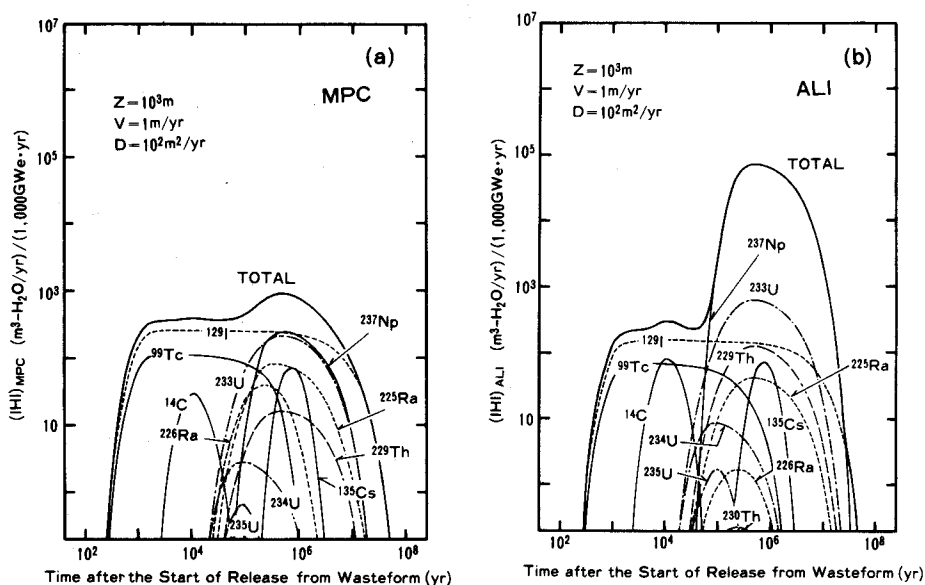 (a)
MPC
Z=10³m
V=1m/yr
D=10²m²/yr
TOTAL
¹²⁹I
⁹⁹Tc
¹⁴C
²³³U
²²⁶Ra
²³⁵U
²³⁴U
²³⁷Np
²²⁵Ra
²²⁹Th
¹³⁵Cs
10⁷
10⁵
10³
10
10² 10⁴ 10⁶ 10⁸
(IHI)MPC (m³-H₂O/yr)/(1,000GWe·yr)
Time after the Start of Release from Wasteform (yr)
(b)
ALI
Z=10³m
V=1m/yr
D=10²m²/yr
TOTAL
²³⁷Np
²³³U
¹²⁹I
⁹⁹Tc
²²⁹Th
²²⁵Ra
¹⁴C
¹³⁵Cs
²³⁴U
²³⁵U
²²⁶Ra
²³⁰Th
10⁷
10⁵
10³
10
10² 10⁴ 10⁶ 10⁸
(IHI)ALI (m³-H₂O/yr)/(1,000GWe·yr)
Time after the Start of Release from Wasteform (yr)